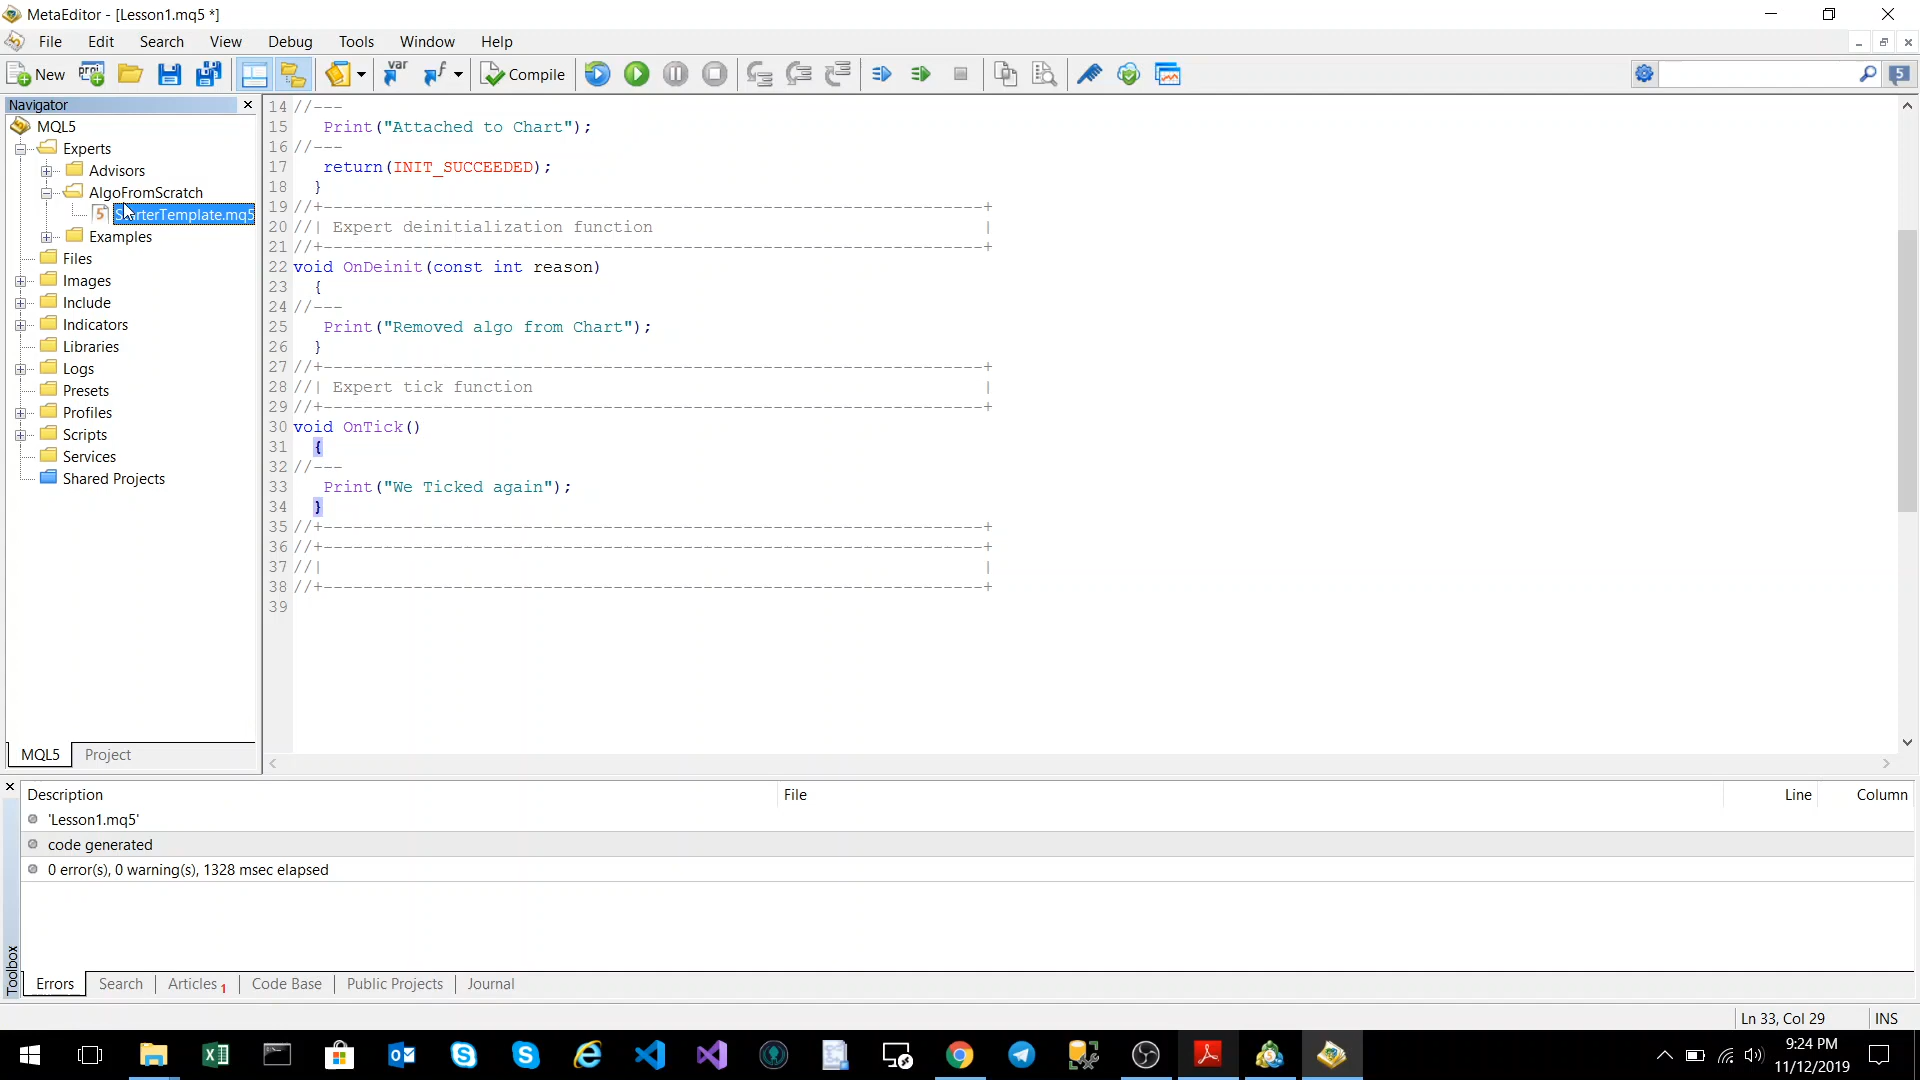 MetaEditor - [Lesson1.mq5 *]
File Edit Search View Debug Tools Window Help
New Compile 5
Navigator
MQL5
Experts
Advisors
AlgoFromScratch
StarterTemplate.mq5
Examples
Files
Images
Include
Indicators
Libraries
Logs
Presets
Profiles
Scripts
Services
Shared Projects
MQL5 Project
14 //---
15 Print("Attached to Chart");
16 //---
17 return(INIT_SUCCEEDED);
18 }
19 //+------------------------------------------------------------------+
20 //| Expert deinitialization function |
21 //+------------------------------------------------------------------+
22 void OnDeinit(const int reason)
23 {
24 //---
25 Print("Removed algo from Chart");
26 }
27 //+------------------------------------------------------------------+
28 //| Expert tick function |
29 //+------------------------------------------------------------------+
30 void OnTick()
31 {
32 //---
33 Print("We Ticked again");
34 }
35 //+------------------------------------------------------------------+
36 //+------------------------------------------------------------------+
37 //| |
38 //+------------------------------------------------------------------+
39
Toolbox
Description File Line Column
'Lesson1.mq5'
code generated
0 error(s), 0 warning(s), 1328 msec elapsed
Errors Search Articles 1 Code Base Public Projects Journal
Ln 33, Col 29 INS
9:24 PM
11/12/2019